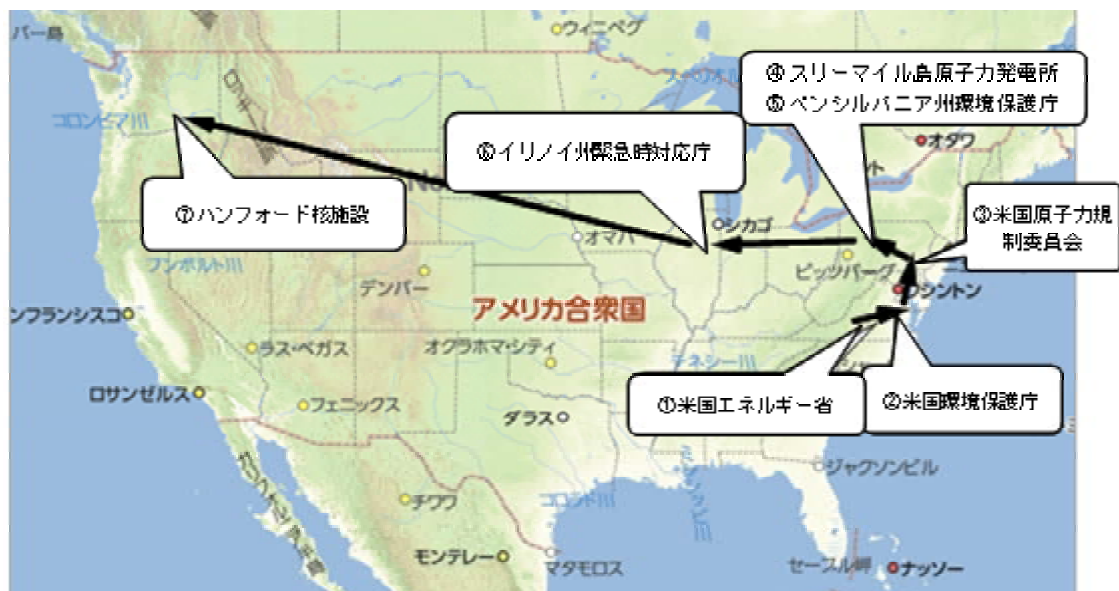 バー島
ウィニペグ
④スリーマイル島原子力発電所
⑤ペンシルバニア州環境保護庁
コロンビア川
オタワ
⑥イリノイ州緊急時対応庁
⑦ハンフォード核施設
③米国原子力規
制委員会
シカゴ
オマハ
ピッツバーグ
フンボルト川
デンバー
ワシントン
ンフランシスコ
アメリカ合衆国
ラス・ベガス
オクラホマ・シティ
テネシー川
ロサンゼルス
フェニックス
①米国エネルギー省
②米国環境保護庁
ダラス
ジャクソンビル
チワワ
コロラド川
モンテレー
マタモロス
セーブル岬
ナッソー